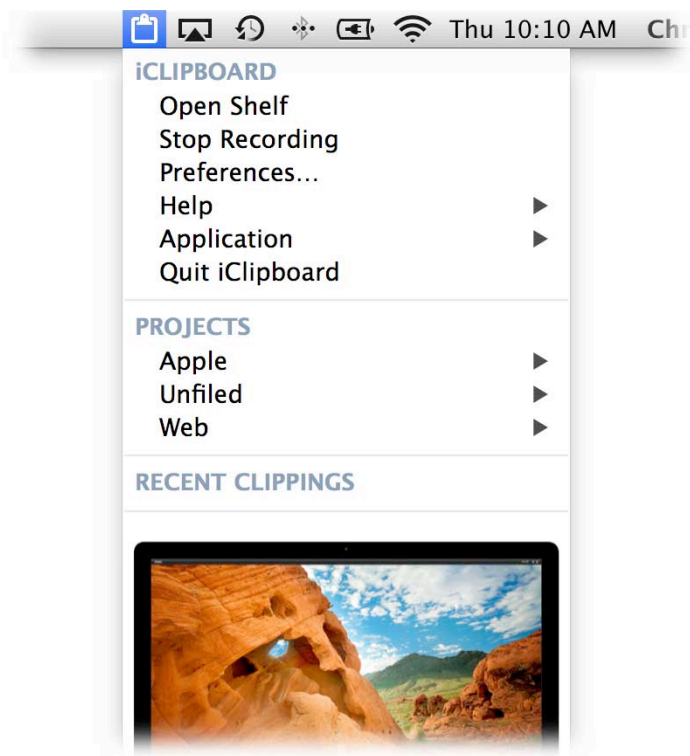 Thu 10:10 AM Ch
iCLIPBOARD
Open Shelf
Stop Recording
Preferences...
Help
Application
Quit iClipboard
PROJECTS
Apple
Unfiled
Web
RECENT CLIPPINGS